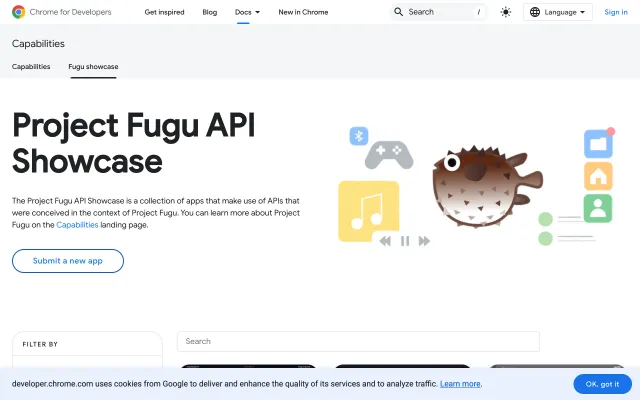 Chrome for Developers
Get inspired
Blog
Docs
New in Chrome
Search
/
Language
Sign in
Capabilities
Capabilities
Fugu showcase
Project Fugu API
Showcase
The Project Fugu API Showcase is a collection of apps that make use of APIs that
were conceived in the context of Project Fugu. You can learn more about Project
Fugu on the Capabilities landing page.
Submit a new app
FILTER BY
Search
developer.chrome.com uses cookies from Google to deliver and enhance the quality of its services and to analyze traffic. Learn more.
OK, got it